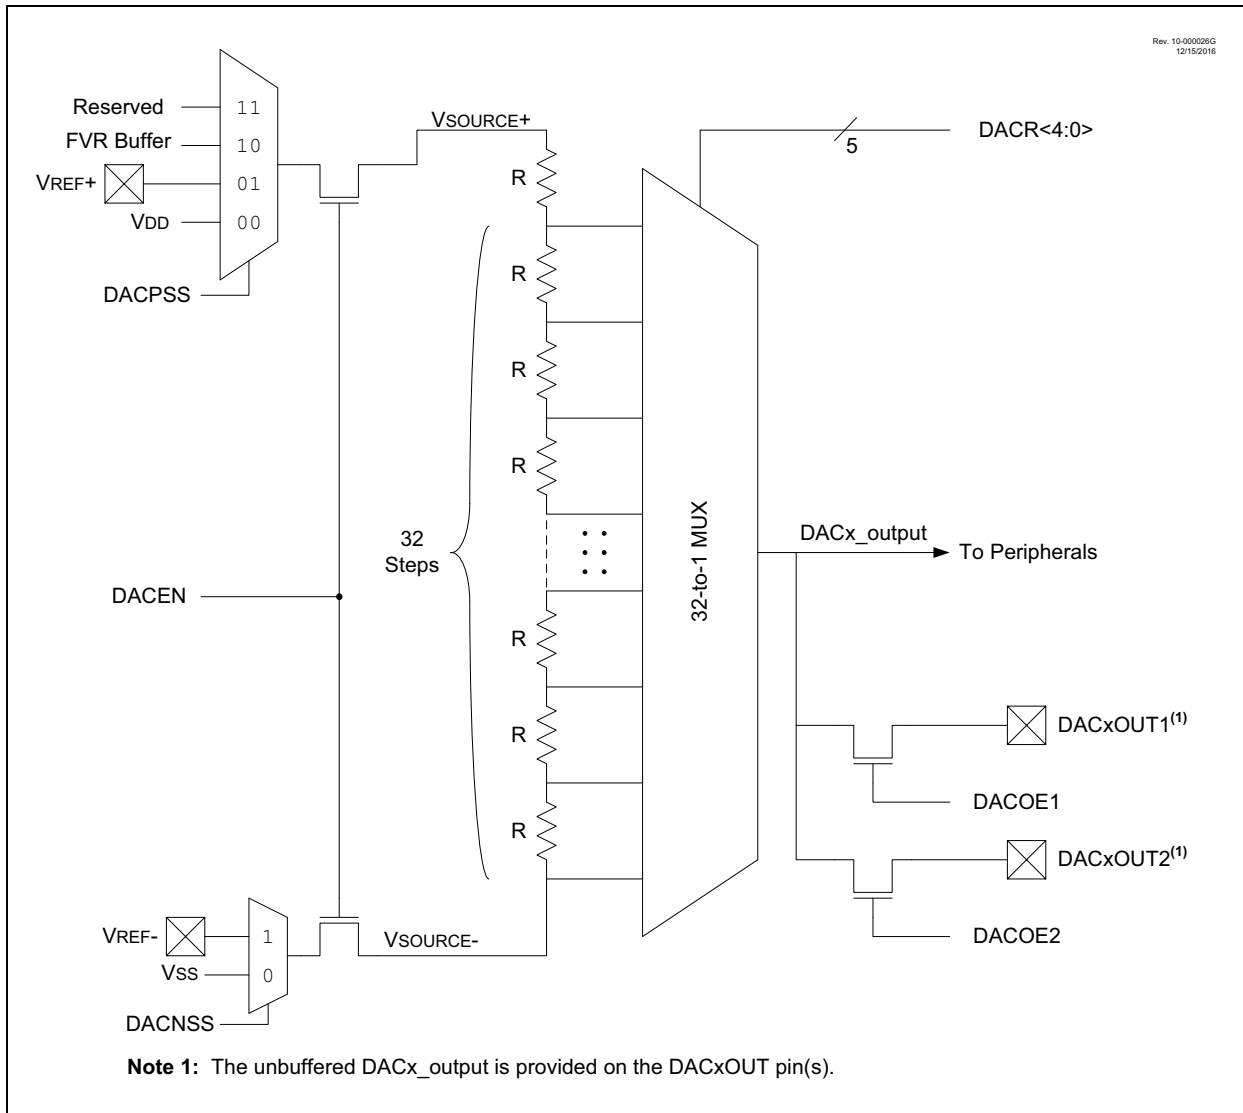 Rev. 10-000026G
12/15/2016
Reserved
11
FVR Buffer
10
VREF+
01
VDD
00
DACPSS
VSOURCE+
DACR<4:0>
5
R
R
R
R
32
Steps
32-to-1 MUX
DACx_output
To Peripherals
DACEN
R
R
R
DACxOUT1(1)
DACOE1
DACxOUT2(1)
DACOE2
VREF-
1
VSS
0
VSOURCE-
DACNSS
Note 1: The unbuffered DACx_output is provided on the DACxOUT pin(s).